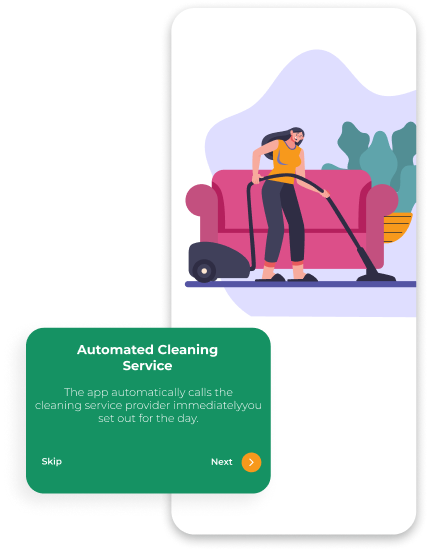 Automated Cleaning
Service
The app automatically calls the
cleaning service provider immediatelyyou
set out for the day.
Skip
Next